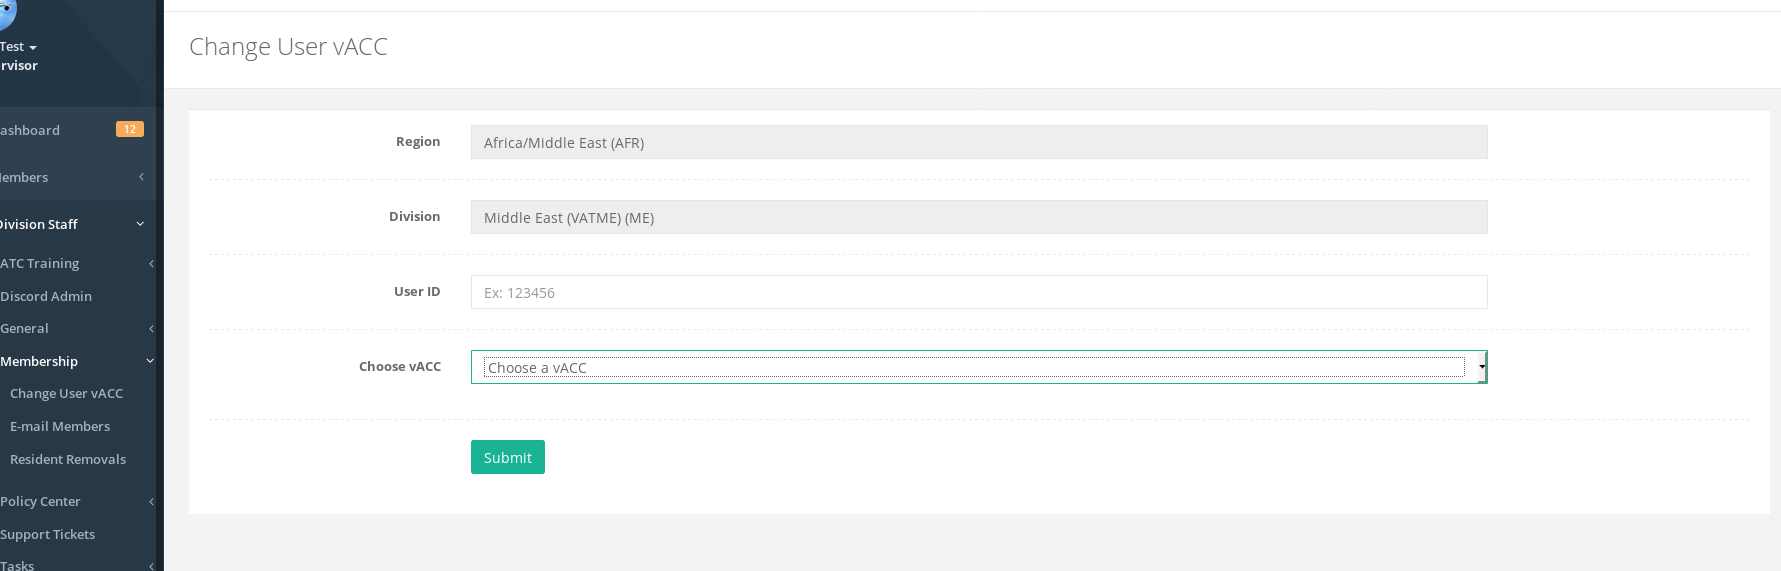 Test
rvisor
ashboard
12
embers
Division Staff
ATC Training
Discord Admin
General
Membership
Change User vACC
E-mail Members
Resident Removals
Policy Center
Support Tickets
Tasks
Change User vACC
Region
Africa/Middle East (AFR)
Division
Middle East (VATME) (ME)
User ID
Ex: 123456
Choose vACC
Choose a vACC
Submit